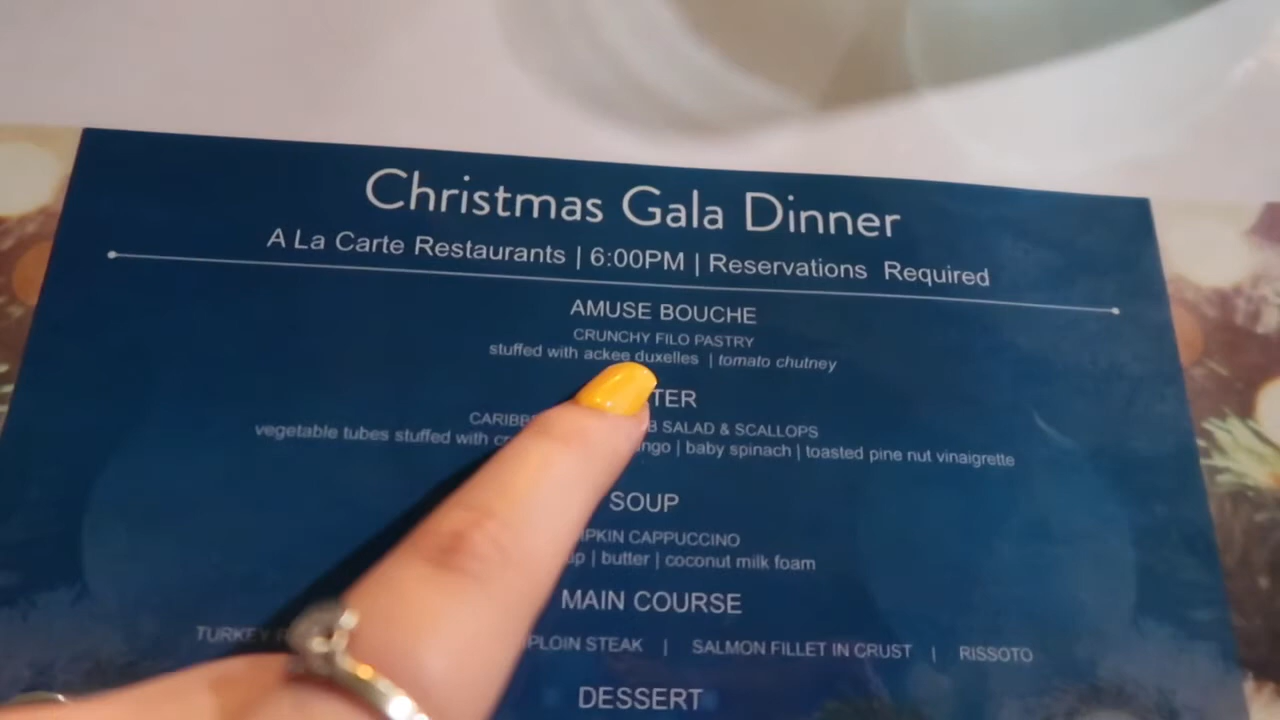 Christmas Gala Dinner
A La Carte Restaurants | 6:00PM | Reservations Required
AMUSE BOUCHE
CRUNCHY FILO PASTRY
stuffed with ackee duxelles | tomato chutney
SALAD & SCALLOPS
vegetable tubes stuffed with | baby spinach | toasted pine nut vinaigrette
SOUP
CAPPUCCINO
| butter | coconut milk foam
MAIN COURSE
TURKEY STEAK | SALMON FILLET IN CRUST | RISSOTO
DESSERT